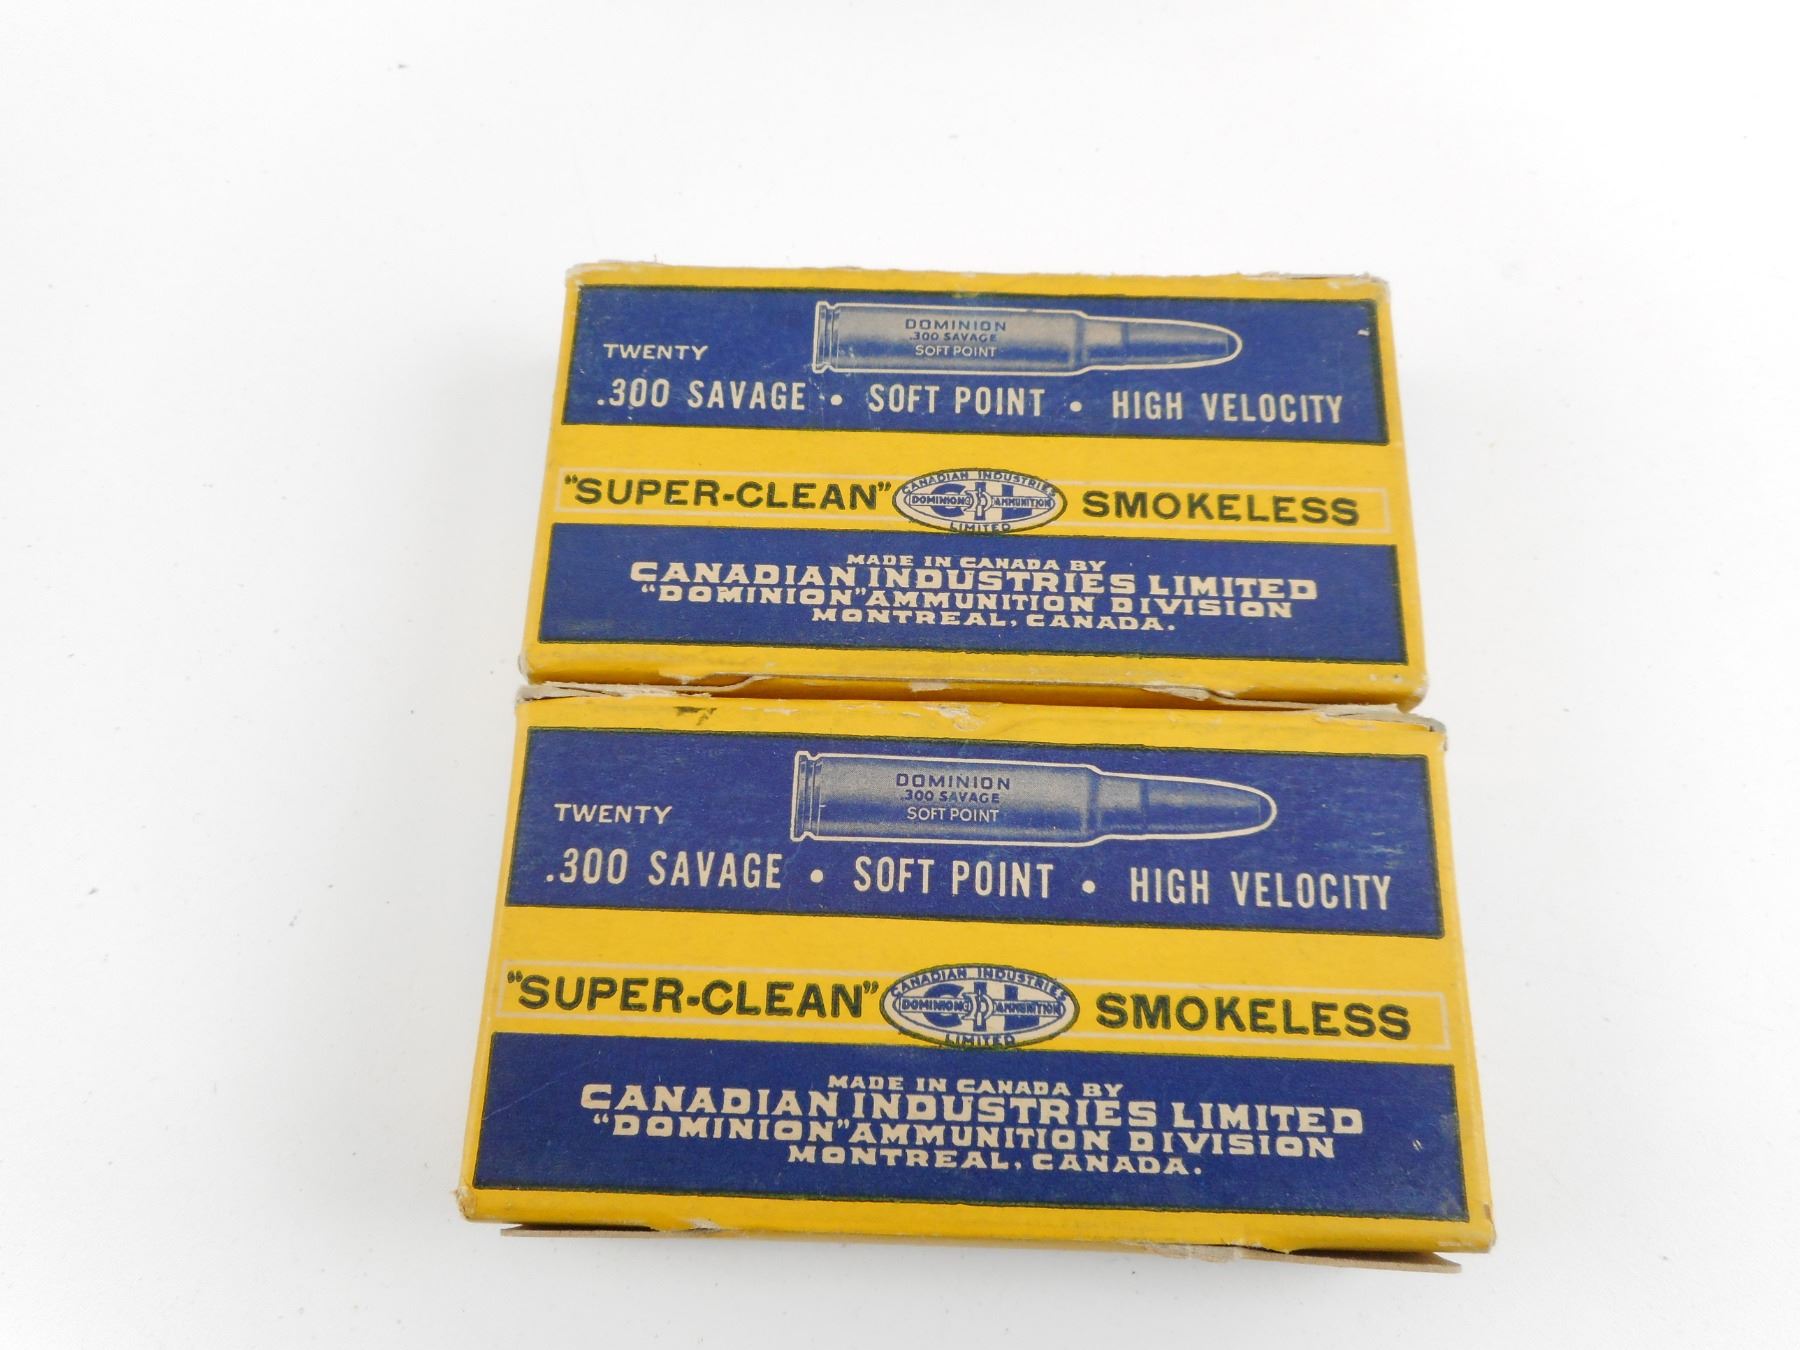 DOMINION
.300 SAVAGE
SOFT POINT
TWENTY
.300 SAVAGE • SOFT POINT • HIGH VELOCITY
"SUPER-CLEAN" SMOKELESS
CANADIAN INDUSTRIES
CIL
DOMINION AMMUNITION
LIMITED
MADE IN CANADA BY
CANADIAN INDUSTRIES LIMITED
"DOMINION" AMMUNITION DIVISION
MONTREAL, CANADA.
DOMINION
.300 SAVAGE
SOFT POINT
TWENTY
.300 SAVAGE • SOFT POINT • HIGH VELOCITY
"SUPER-CLEAN" SMOKELESS
CANADIAN INDUSTRIES
CIL
DOMINION AMMUNITION
LIMITED
MADE IN CANADA BY
CANADIAN INDUSTRIES LIMITED
"DOMINION" AMMUNITION DIVISION
MONTREAL, CANADA.